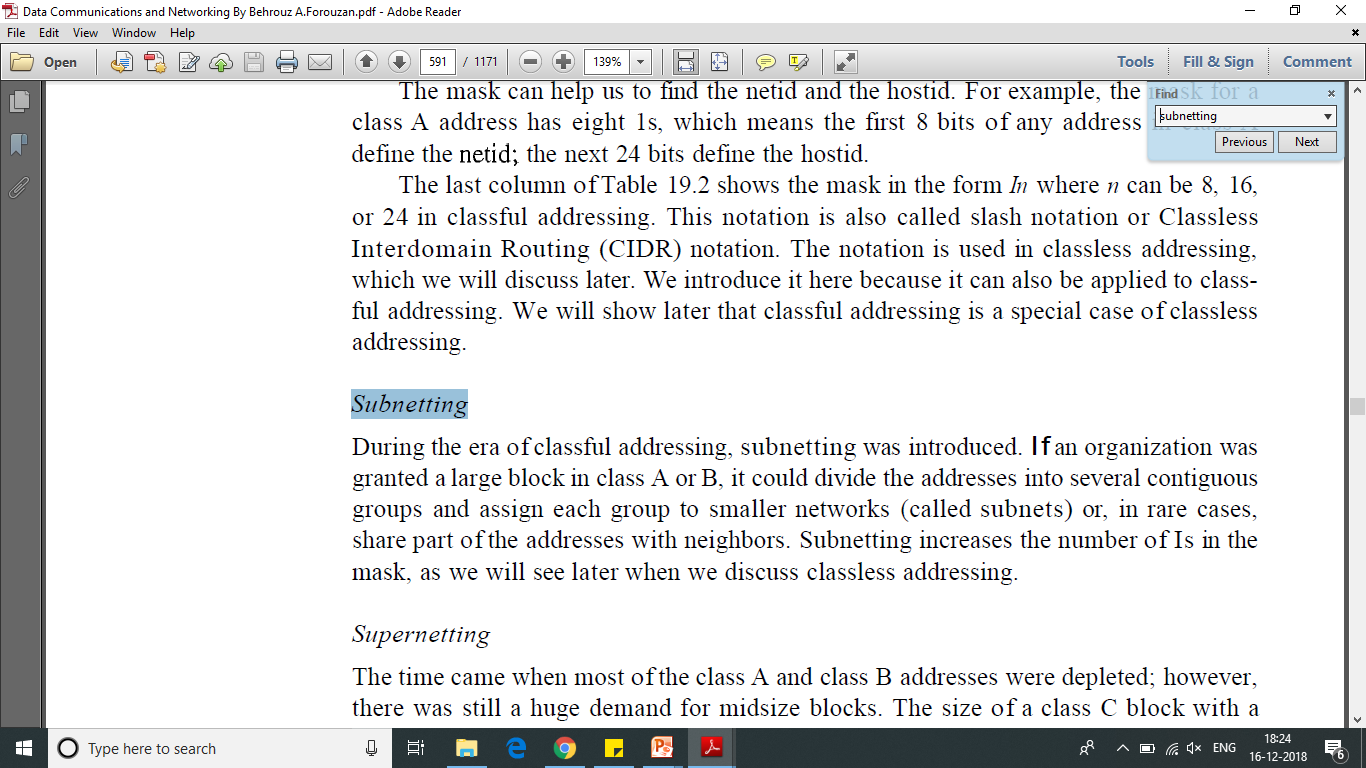 Data Communications and Networking By Behrouz A.Forouzan.pdf - Adobe Reader
File Edit View Window Help
Open 591 / 1171 139% Tools Fill & Sign Comment
Find
subnetting
Previous Next
The mask can help us to find the netid and the hostid. For example, the mask for a
class A address has eight 1s, which means the first 8 bits of any address in class A
define the netid; the next 24 bits define the hostid.
The last column of Table 19.2 shows the mask in the form In where n can be 8, 16,
or 24 in classful addressing. This notation is also called slash notation or Classless
Interdomain Routing (CIDR) notation. The notation is used in classless addressing,
which we will discuss later. We introduce it here because it can also be applied to class-
ful addressing. We will show later that classful addressing is a special case of classless
addressing.
Subnetting
During the era of classful addressing, subnetting was introduced. If an organization was
granted a large block in class A or B, it could divide the addresses into several contiguous
groups and assign each group to smaller networks (called subnets) or, in rare cases,
share part of the addresses with neighbors. Subnetting increases the number of Is in the
mask, as we will see later when we discuss classless addressing.
Supernetting
The time came when most of the class A and class B addresses were depleted; however,
there was still a huge demand for midsize blocks. The size of a class C block with a
Type here to search
ENG
18:24
16-12-2018
6